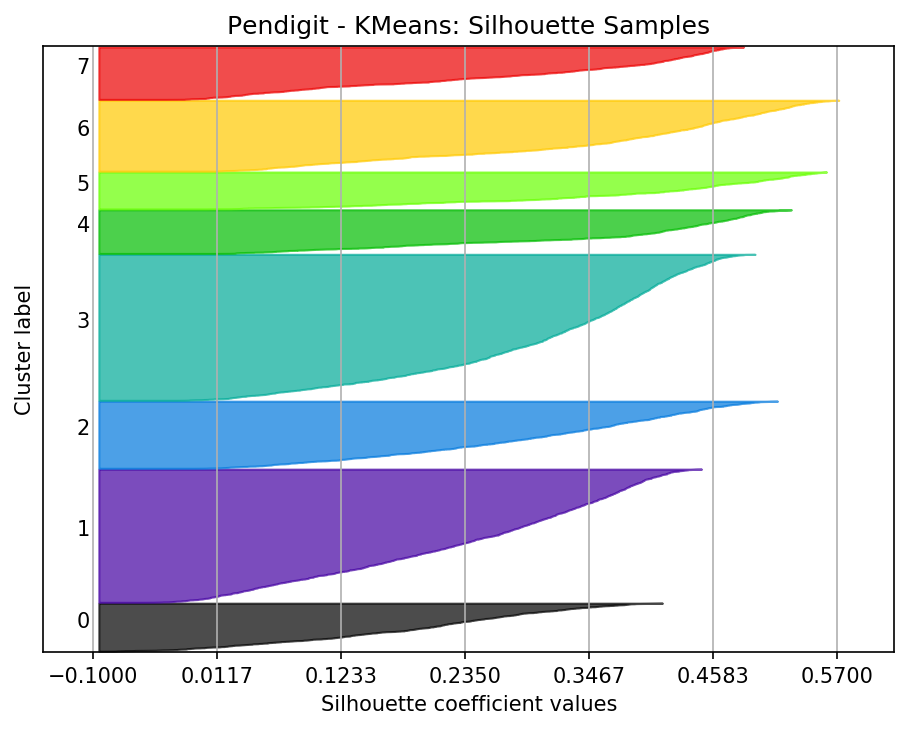 Pendigit - KMeans: Silhouette Samples
7
6
5
4
3
2
1
0
Cluster label
−0.1000 0.0117 0.1233 0.2350 0.3467 0.4583 0.5700
Silhouette coefficient values